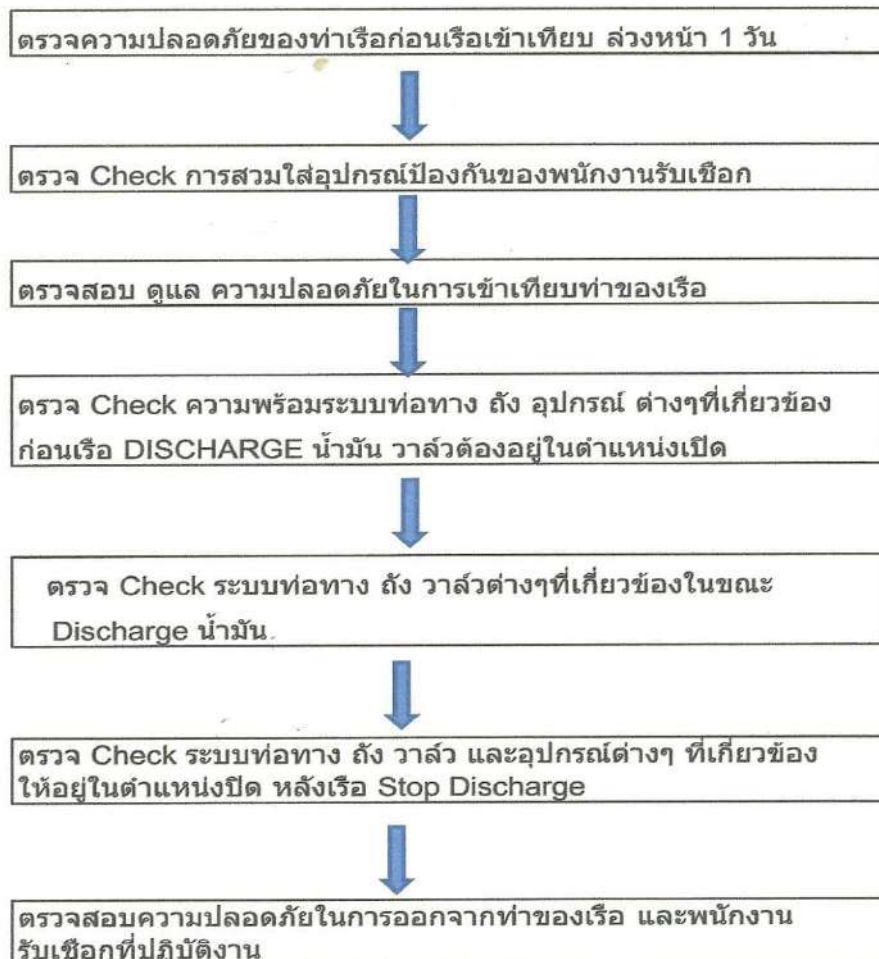 ตรวจความปลอดภัยของท่าเรือก่อนเรือเข้าเทียบ ล่วงหน้า 1 วัน
ตรวจ Check การสวมใส่อุปกรณ์ป้องกันของพนักงานรับเชือก
ตรวจสอบ ดูแล ความปลอดภัยในการเข้าเทียบท่าของเรือ
ตรวจ Check ความพร้อมระบบท่อทาง ถัง อุปกรณ์ ต่างๆที่เกี่ยวข้อง
ก่อนเรือ DISCHARGE น้ำมัน วาล์วต้องอยู่ในตำแหน่งเปิด
ตรวจ Check ระบบท่อทาง ถัง วาล์วต่างๆที่เกี่ยวข้องในขณะ
Discharge น้ำมัน
ตรวจ Check ระบบท่อทาง ถัง วาล์ว และอุปกรณ์ต่างๆ ที่เกี่ยวข้อง
ให้อยู่ในตำแหน่งปิด หลังเรือ Stop Discharge
ตรวจสอบความปลอดภัยในการออกจากท่าของเรือ และพนักงาน
รับเชือกที่ปฏิบัติงาน